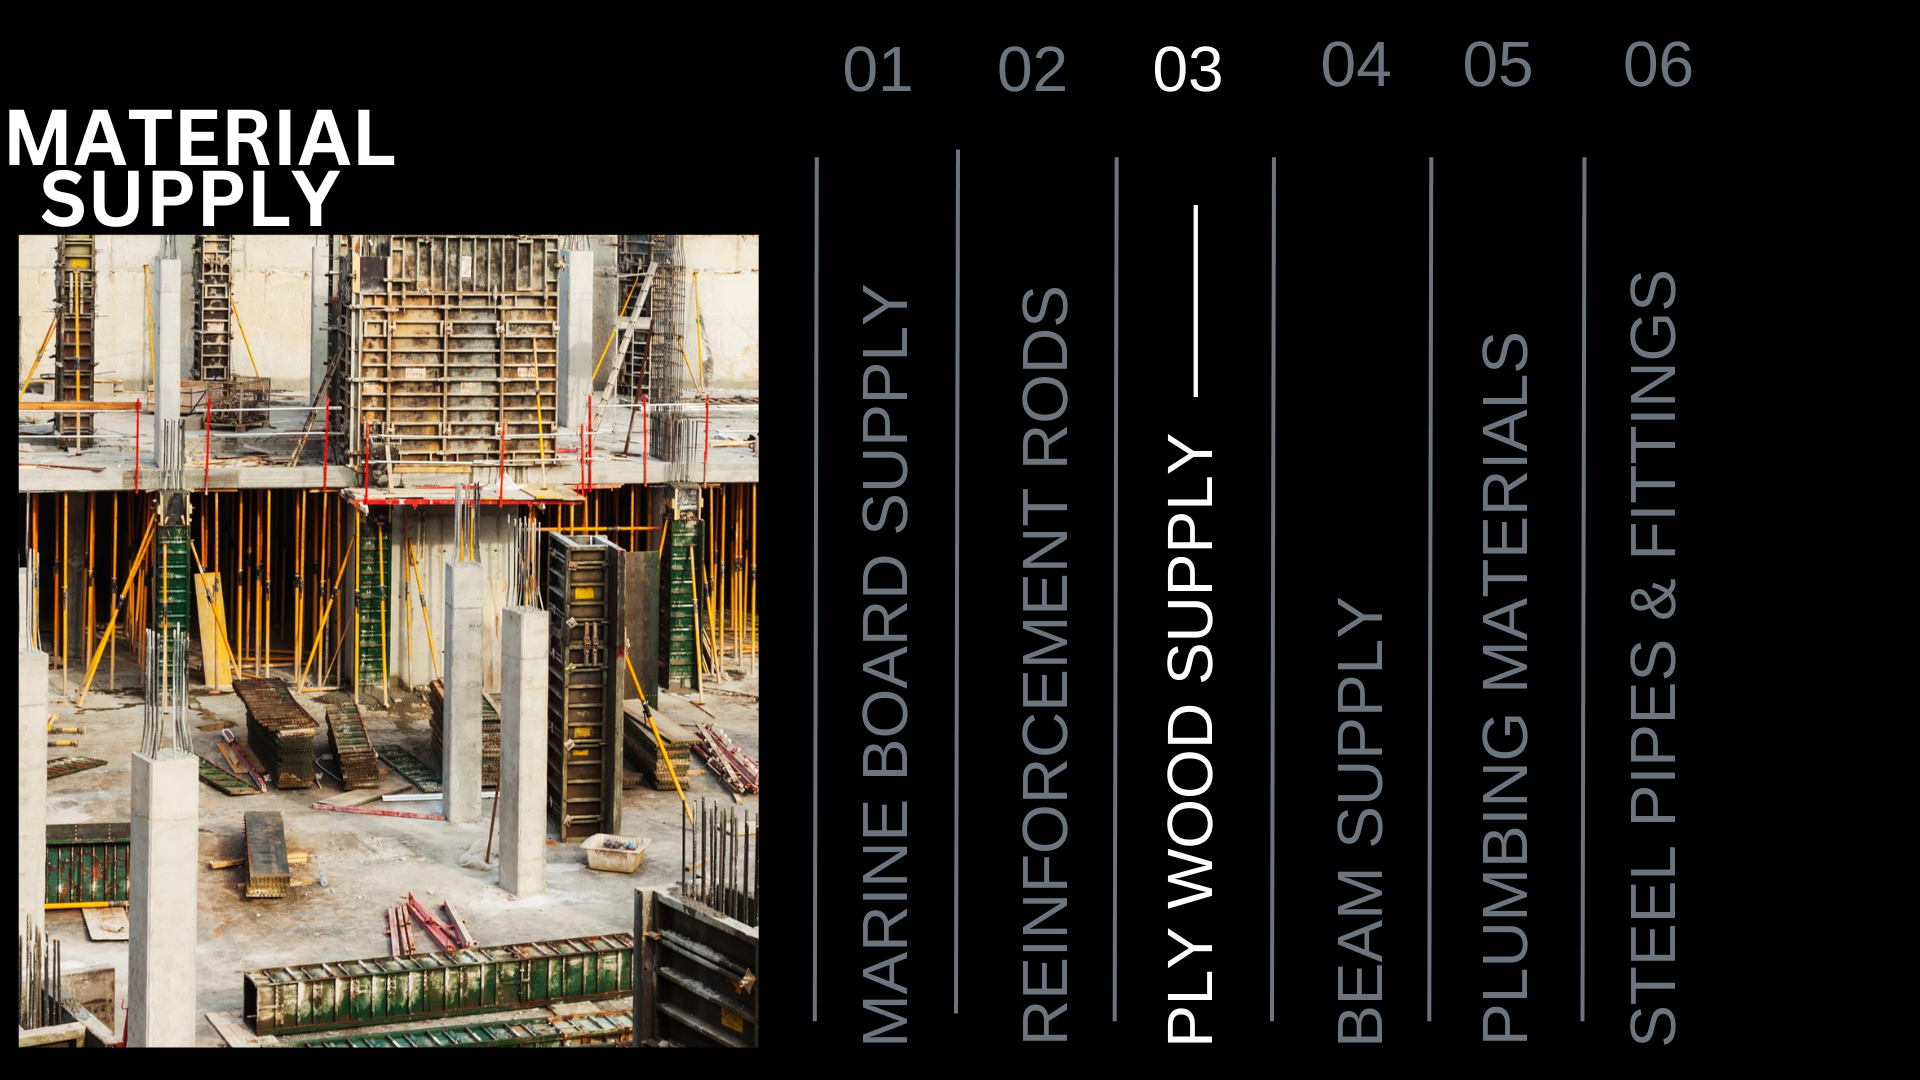 MATERIAL
SUPPLY
01
02
03
04
05
06
MARINE BOARD SUPPLY
REINFORCEMENT RODS
PLY WOOD SUPPLY
BEAM SUPPLY
PLUMBING MATERIALS
STEEL PIPES & FITTINGS